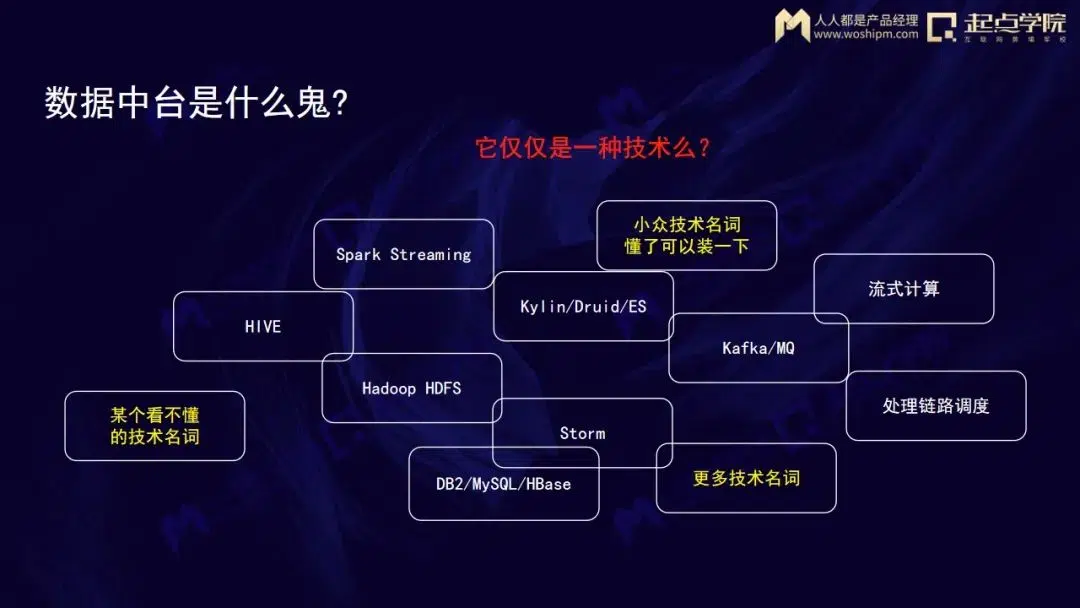 人人都是产品经理
www.woshipm.com
起点学院
互联网黄埔军校
数据中台是什么鬼?
它仅仅是一种技术么?
小众技术名词
懂了可以装一下
Spark Streaming
流式计算
Kylin/Druid/ES
HIVE
Kafka/MQ
Hadoop HDFS
处理链路调度
某个看不懂
的技术名词
Storm
更多技术名词
DB2/MySQL/HBase